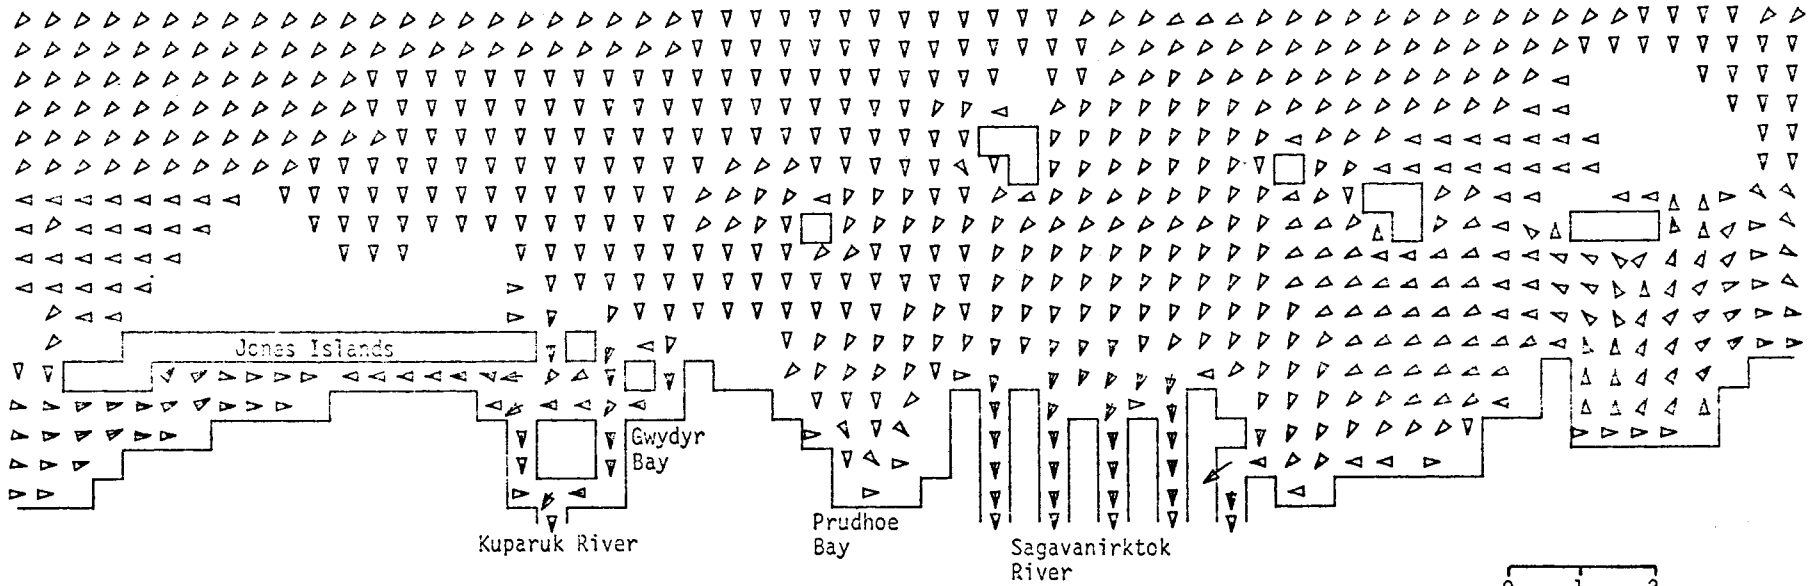 Jones Islands
Gwydyr
Bay
Kuparuk River
Prudhoe
Bay
Sagavanirktok
River
0 1 2